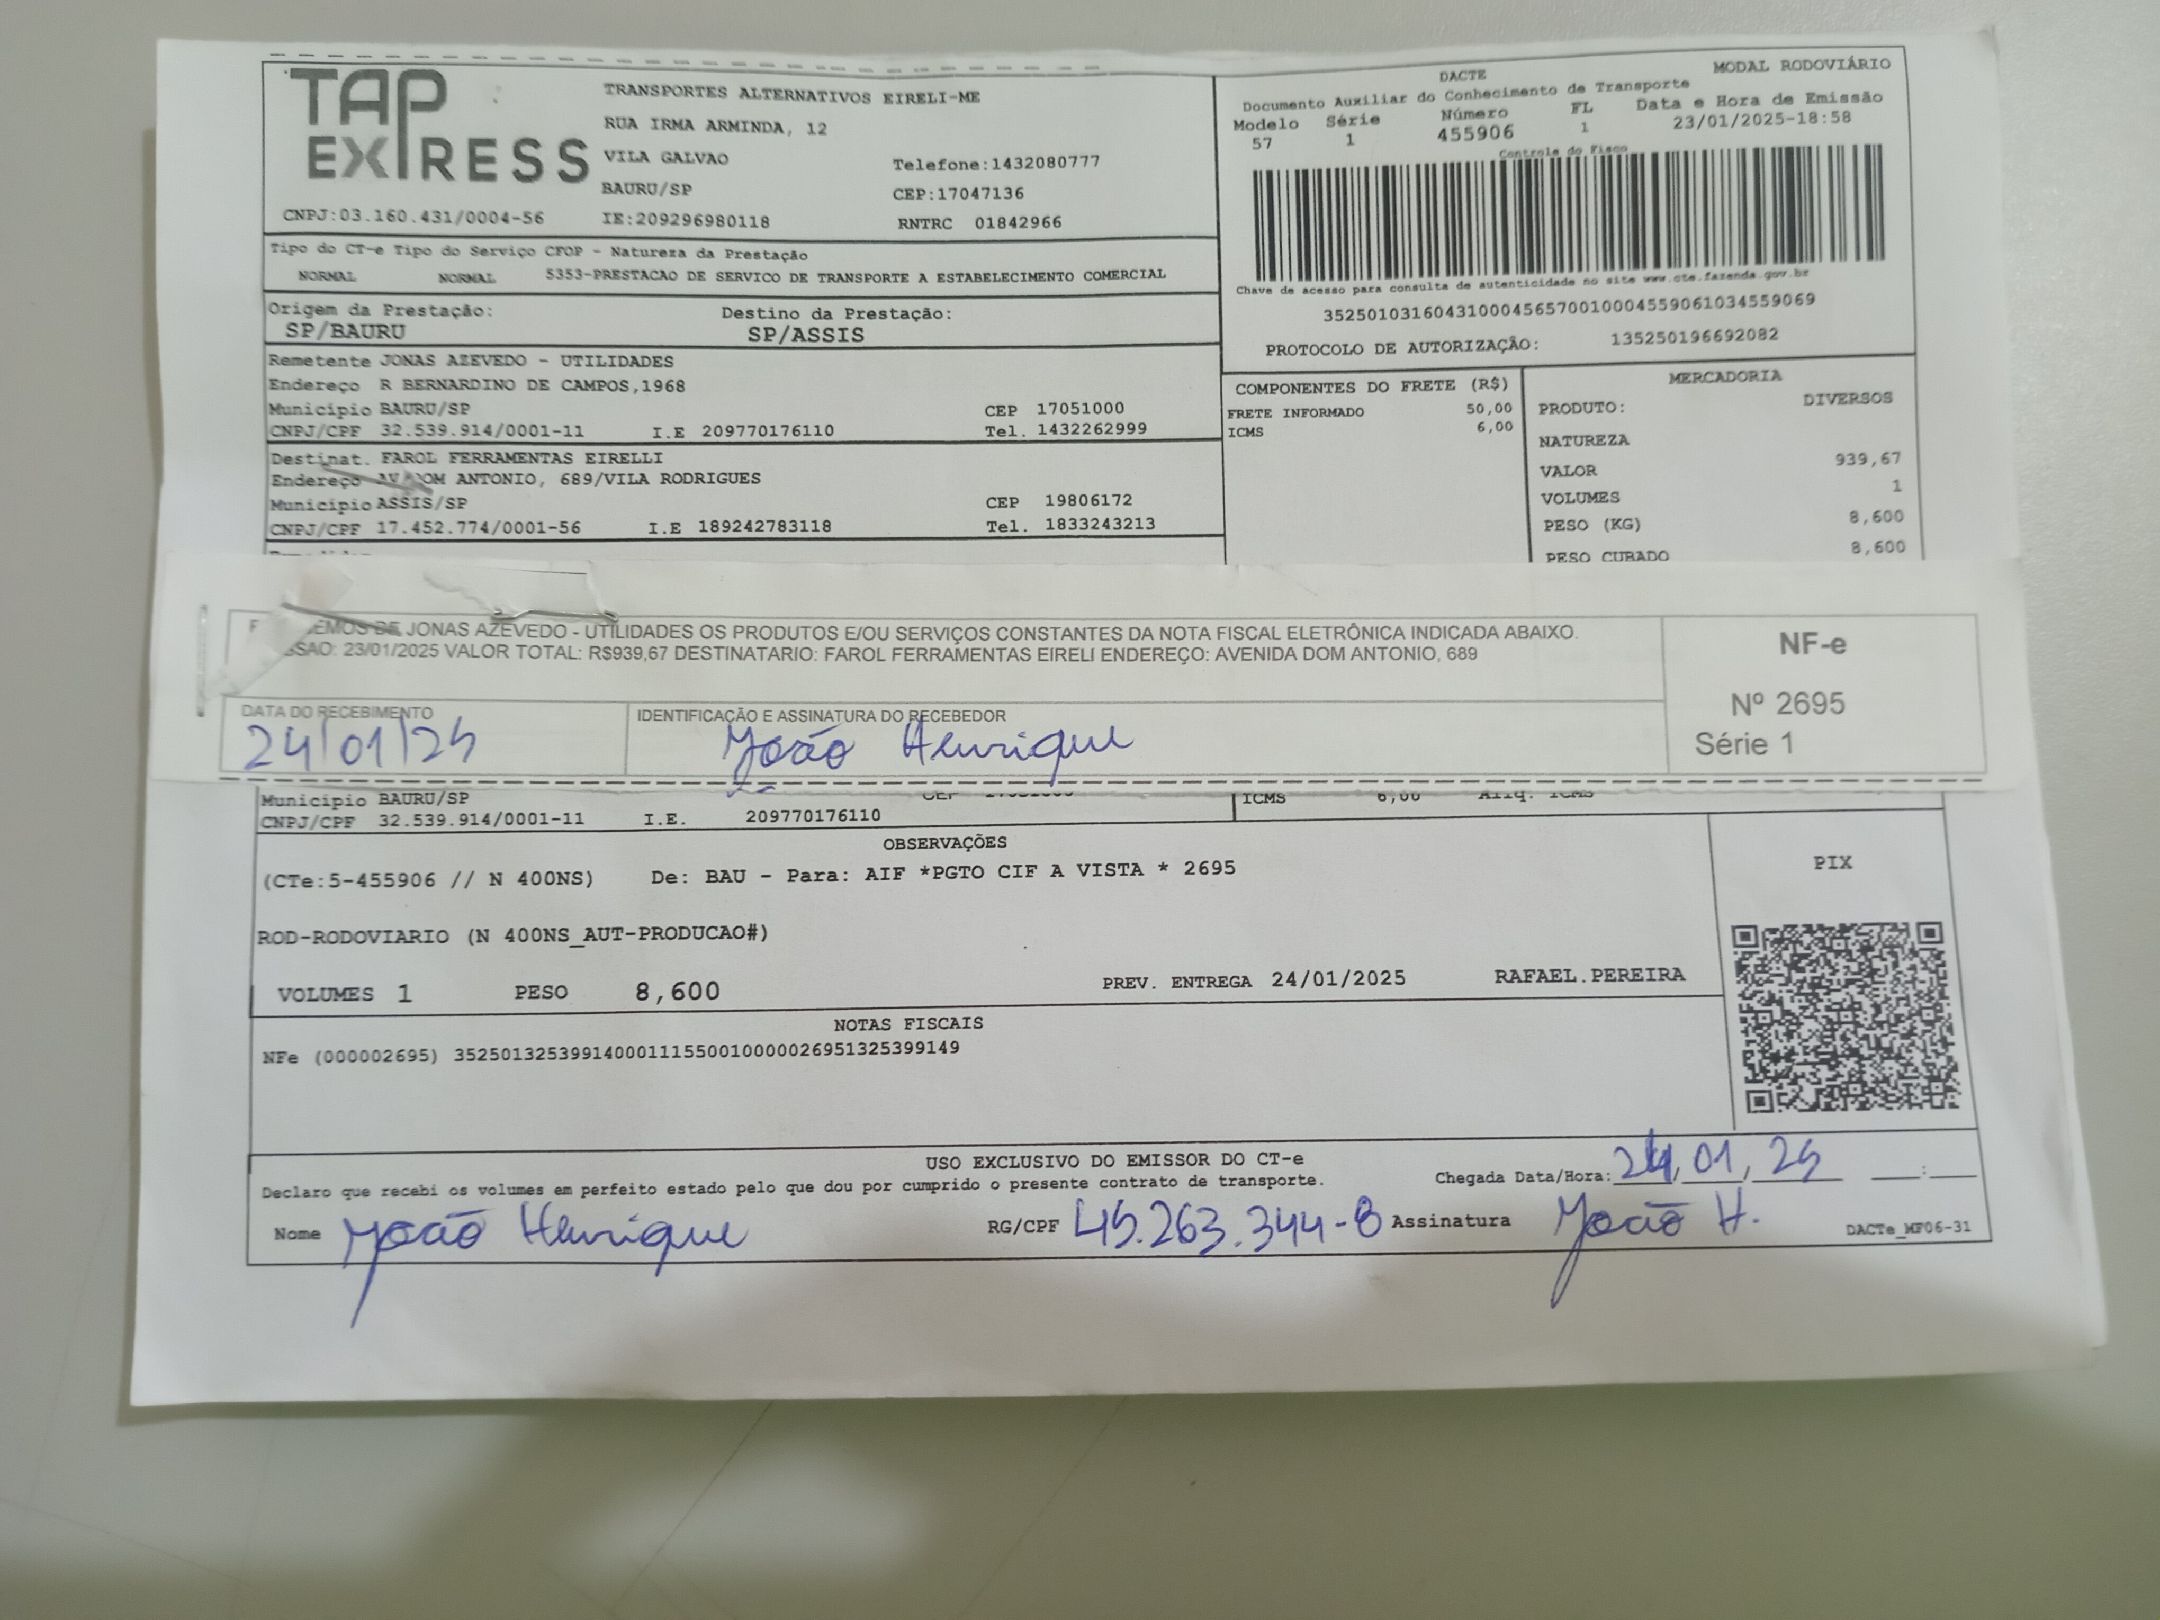 TAP
EXPRESS
TRANSPORTES ALTERNATIVOS EIRELI-ME
RUA IRMA ARMINDA, 12
VILA GALVAO
Telefone:1432080777
BAURU/SP
CEP:17047136
CNPJ:03.160.431/0004-56
IE:209296980118
RNTRC 01842966
DACTE
MODAL RODOVIÁRIO
Documento Auxiliar do Conhecimento de Transporte
Modelo Série Número FL Data e Hora de Emissão
57 1 455906 1 23/01/2025-18:58
Controle do Fisco
Chave de acesso para consulta de autenticidade no site www.cte.fazenda.gov.br
35250103160431000456570010004559061034559069
PROTOCOLO DE AUTORIZAÇÃO: 135250196692082
Tipo do CT-e Tipo do Serviço CFOP - Natureza da Prestação
NORMAL NORMAL 5353-PRESTACAO DE SERVICO DE TRANSPORTE A ESTABELECIMENTO COMERCIAL
Origem da Prestação: Destino da Prestação:
SP/BAURU SP/ASSIS
Remetente JONAS AZEVEDO - UTILIDADES
Endereço R BERNARDINO DE CAMPOS,1968
Município BAURU/SP CEP 17051000
CNPJ/CPF 32.539.914/0001-11 I.E 209770176110 Tel. 1432262999
Destinat. FAROL FERRAMENTAS EIRELLI
Endereço AV DOM ANTONIO, 689/VILA RODRIGUES
Município ASSIS/SP CEP 19806172
CNPJ/CPF 17.452.774/0001-56 I.E 189242783118 Tel. 1833243213
COMPONENTES DO FRETE (R$)
FRETE INFORMADO 50,00
ICMS 6,00
MERCADORIA
PRODUTO: DIVERSOS
NATUREZA
VALOR 939,67
VOLUMES 1
PESO (KG) 8,600
PESO CUBADO 8,600
DE JONAS AZEVEDO - UTILIDADES OS PRODUTOS E/OU SERVIÇOS CONSTANTES DA NOTA FISCAL ELETRÔNICA INDICADA ABAIXO.
23/01/2025 VALOR TOTAL: R$939,67 DESTINATARIO: FAROL FERRAMENTAS EIRELI ENDEREÇO: AVENIDA DOM ANTONIO, 689
NF-e
Nº 2695
Série 1
DATA DO RECEBIMENTO
24/01/25
IDENTIFICAÇÃO E ASSINATURA DO RECEBEDOR
João Henrique
Município BAURU/SP
ICMS 6,00 Aliq. ICMS
CNPJ/CPF 32.539.914/0001-11 I.E. 209770176110
OBSERVAÇÕES
(CTe:5-455906 // N 400NS) De: BAU - Para: AIF *PGTO CIF A VISTA * 2695
ROD-RODOVIARIO (N 400NS_AUT-PRODUCAO#)
VOLUMES 1 PESO 8,600 PREV. ENTREGA 24/01/2025 RAFAEL.PEREIRA
PIX
NOTAS FISCAIS
NFe (000002695) 35250132539914000111550010000026951325399149
USO EXCLUSIVO DO EMISSOR DO CT-e
Declaro que recebi os volumes em perfeito estado pelo que dou por cumprido o presente contrato de transporte.
Chegada Data/Hora: 24,01,25 __:__
Nome João Henrique RG/CPF 45.263.344-8 Assinatura João H.
DACTe_MF06-31